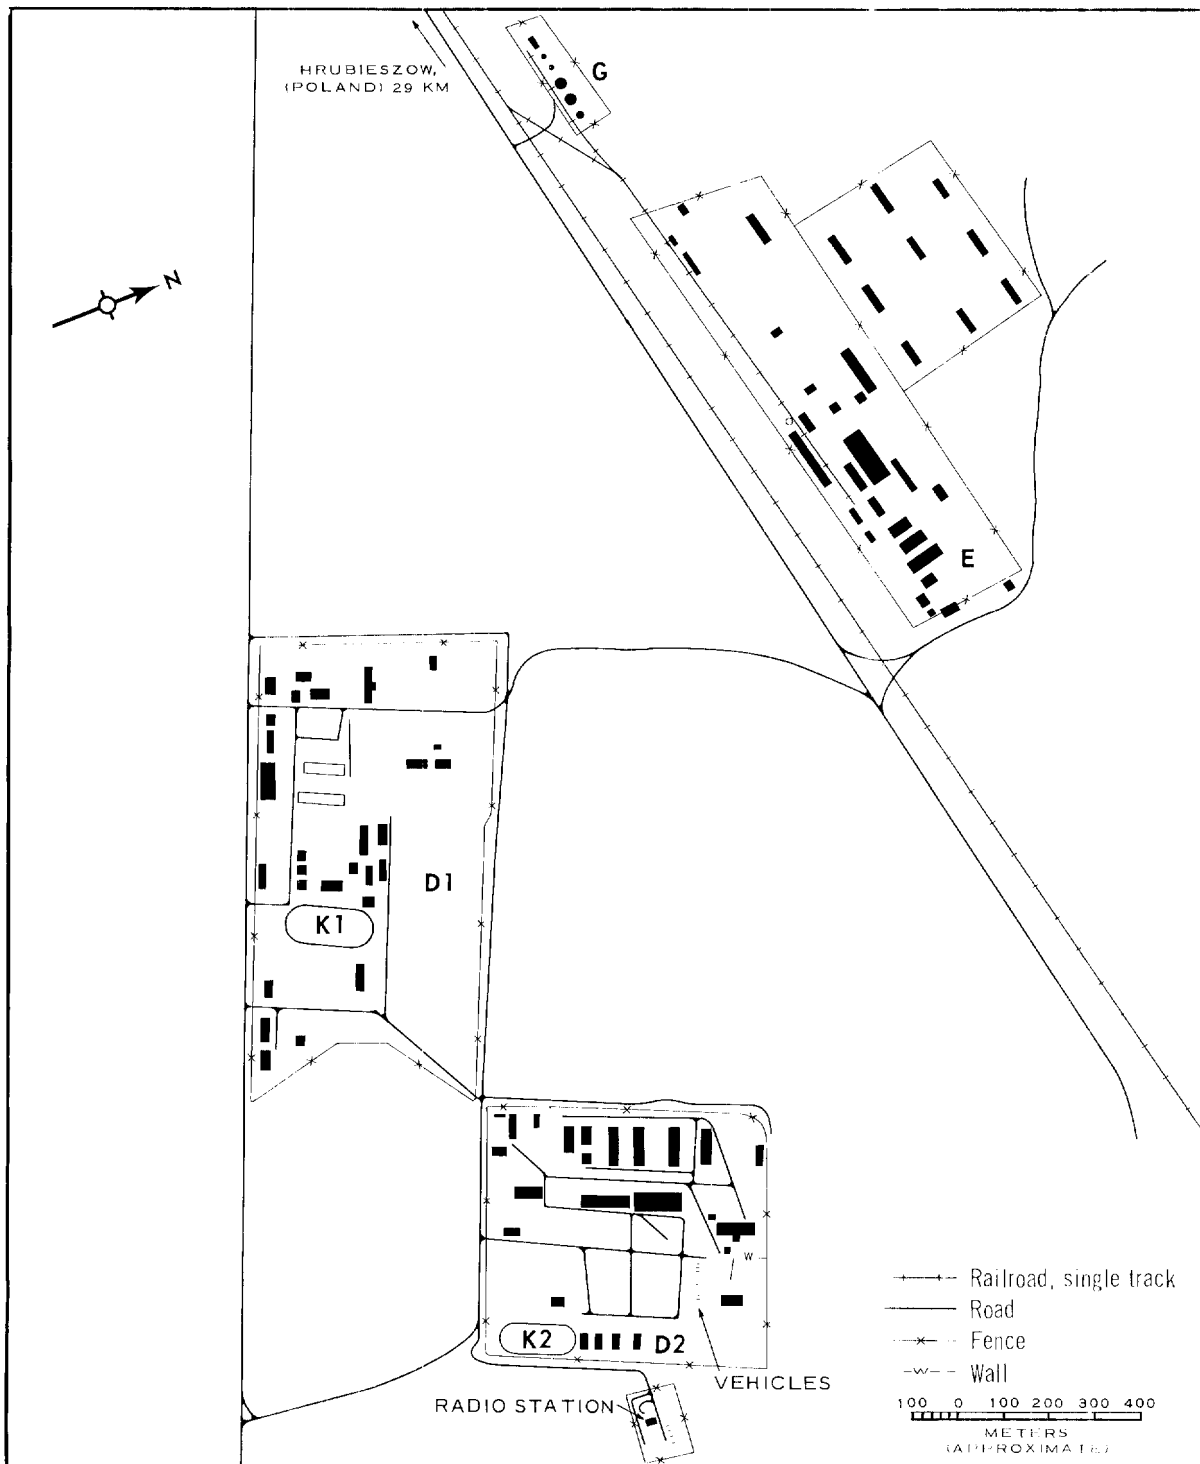 HRUBIESZOW,
(POLAND) 29 KM
G
N
E
D1
K1
W
K2
D2
VEHICLES
RADIO STATION
C
Railroad, single track
Road
Fence
W Wall
100 0 100 200 300 400
METERS
(APPROXIMATE)